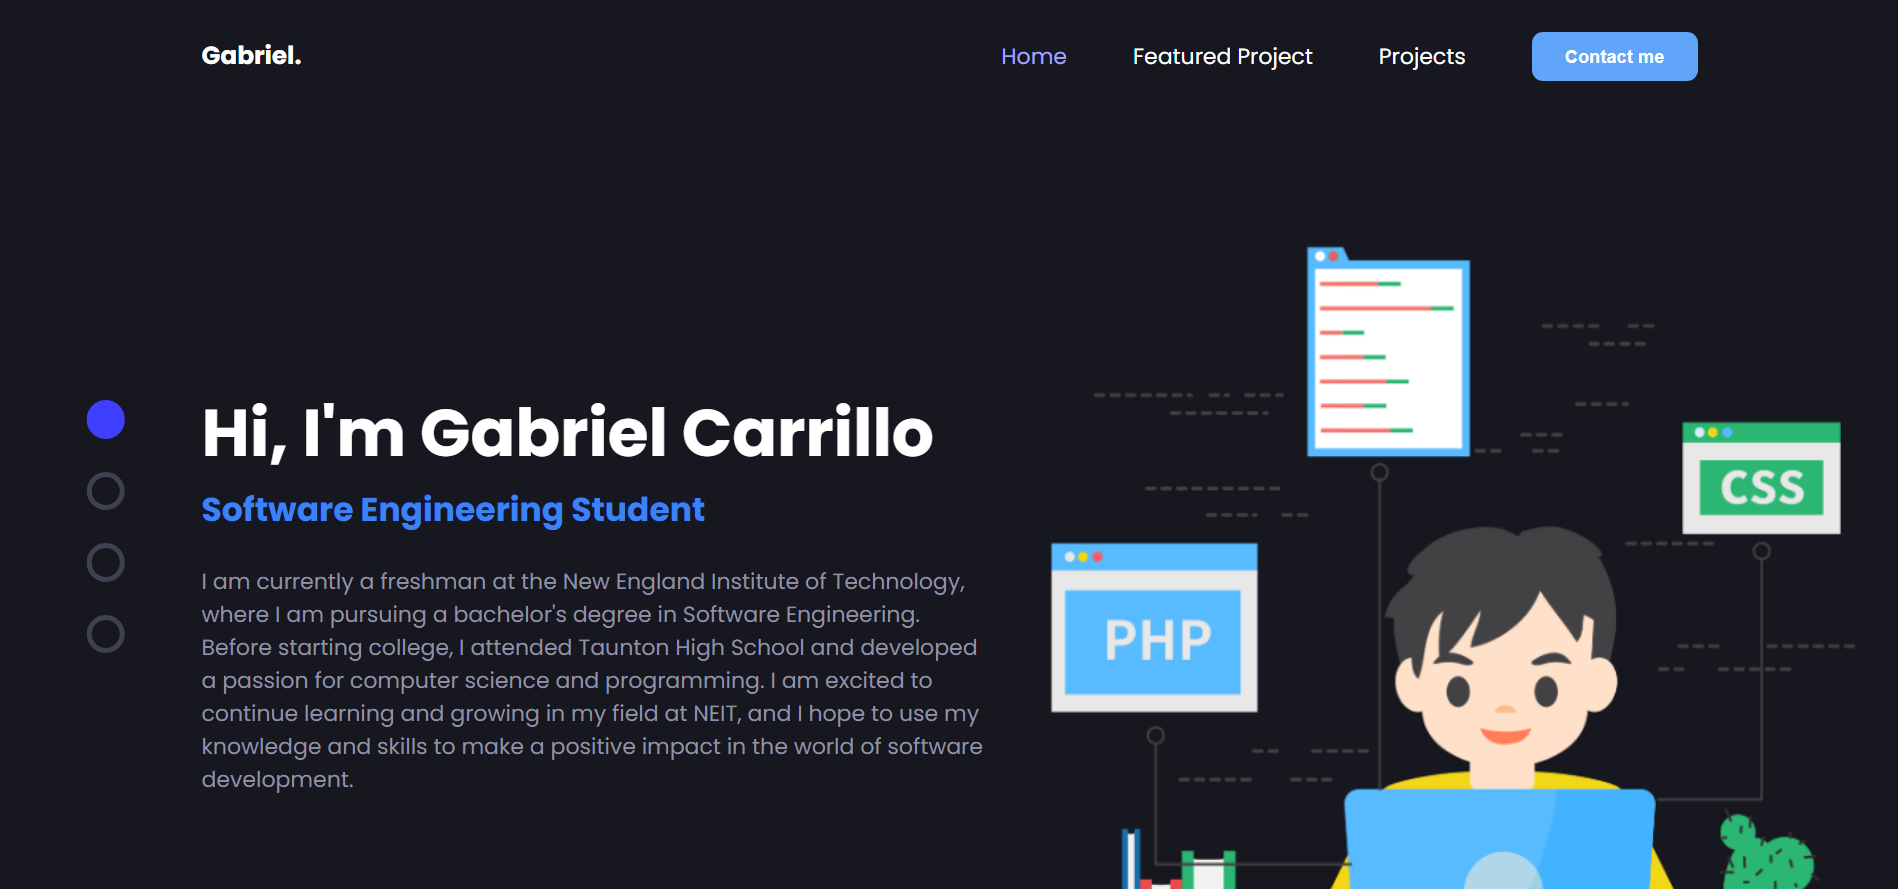 Gabriel.
Home
Featured Project
Projects
Contact me
Hi, I'm Gabriel Carrillo
Software Engineering Student
I am currently a freshman at the New England Institute of Technology,
where I am pursuing a bachelor's degree in Software Engineering.
Before starting college, I attended Taunton High School and developed
a passion for computer science and programming. I am excited to
continue learning and growing in my field at NEIT, and I hope to use my
knowledge and skills to make a positive impact in the world of software
development.
CSS
PHP